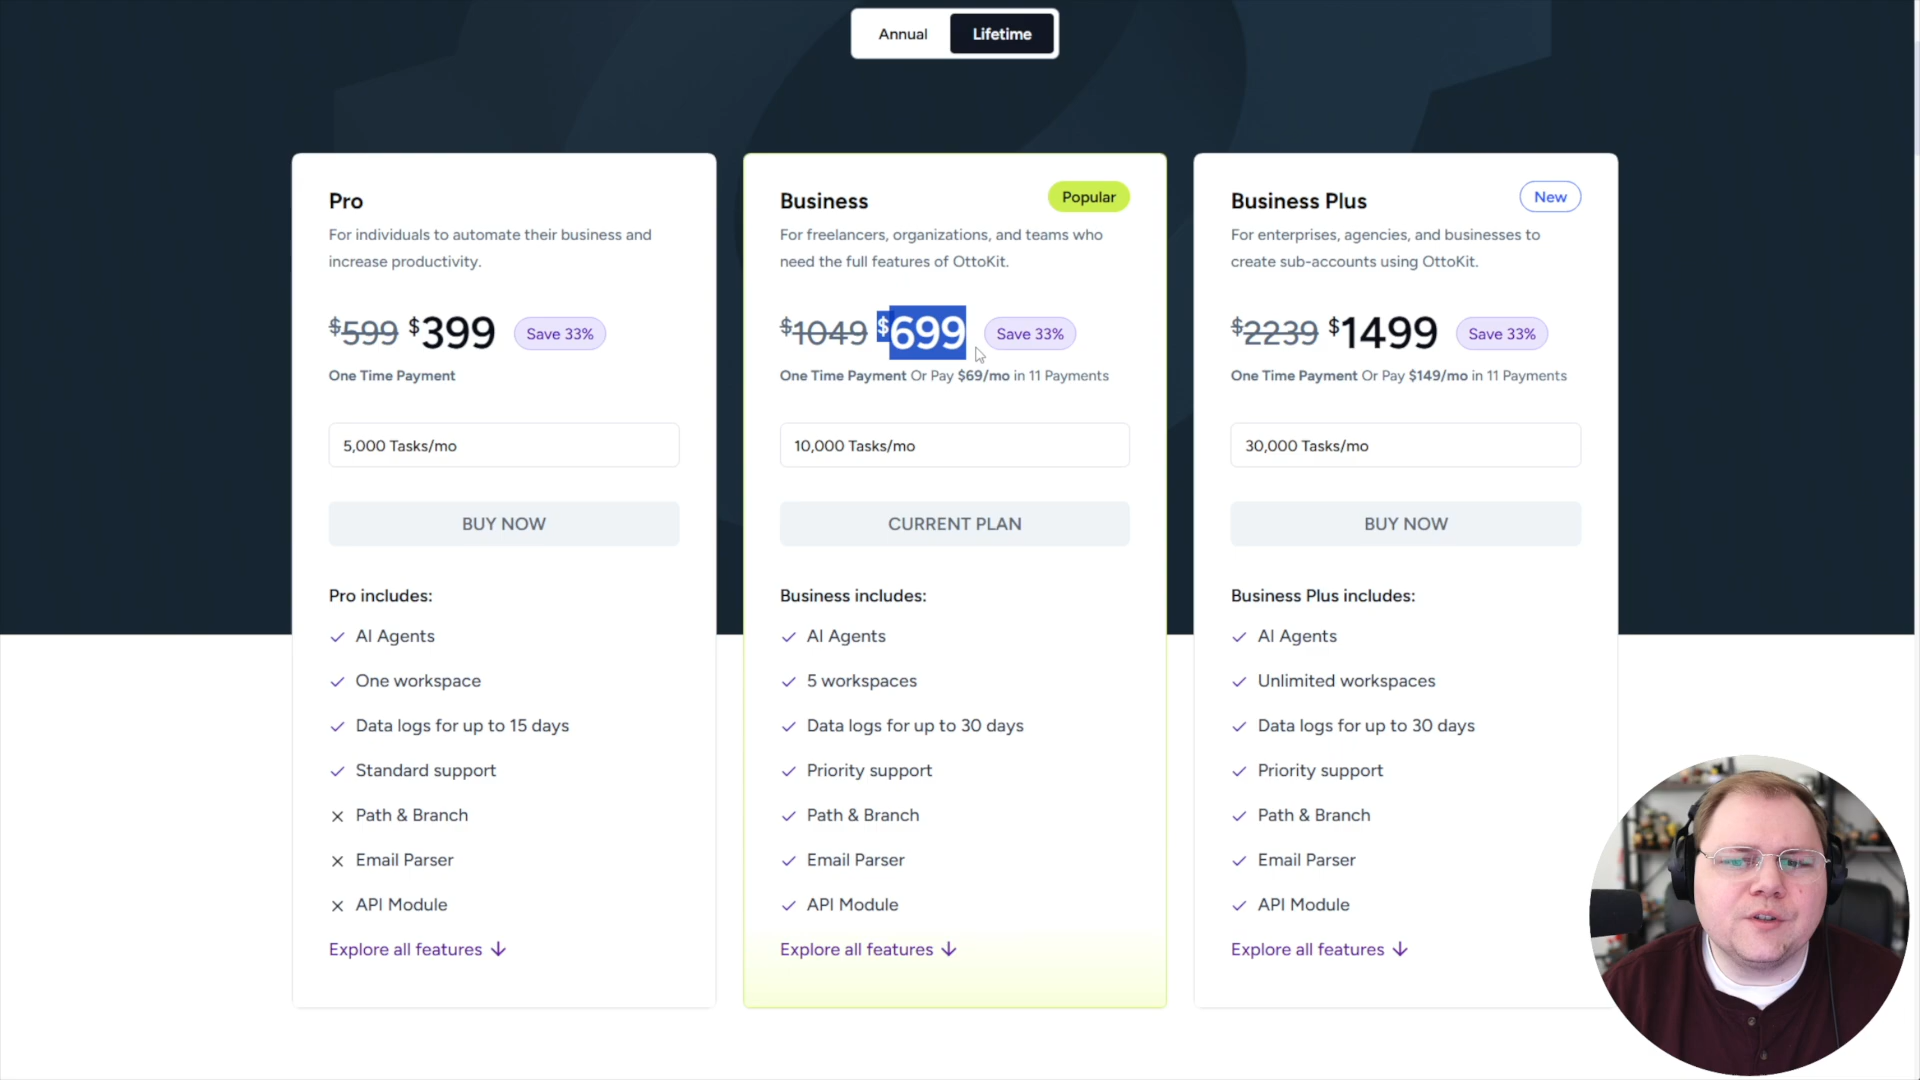 Annual
Lifetime
Pro
For individuals to automate their business and
increase productivity.
$599 $399 Save 33%
One Time Payment
5,000 Tasks/mo
BUY NOW
Pro includes:
AI Agents
One workspace
Data logs for up to 15 days
Standard support
Path & Branch
Email Parser
API Module
Explore all features
Business
Popular
For freelancers, organizations, and teams who
need the full features of OttoKit.
$1049 $699 Save 33%
One Time Payment Or Pay $69/mo in 11 Payments
10,000 Tasks/mo
CURRENT PLAN
Business includes:
AI Agents
5 workspaces
Data logs for up to 30 days
Priority support
Path & Branch
Email Parser
API Module
Explore all features
Business Plus
New
For enterprises, agencies, and businesses to
create sub-accounts using OttoKit.
$2239 $1499 Save 33%
One Time Payment Or Pay $149/mo in 11 Payments
30,000 Tasks/mo
BUY NOW
Business Plus includes:
AI Agents
Unlimited workspaces
Data logs for up to 30 days
Priority support
Path & Branch
Email Parser
API Module
Explore all features